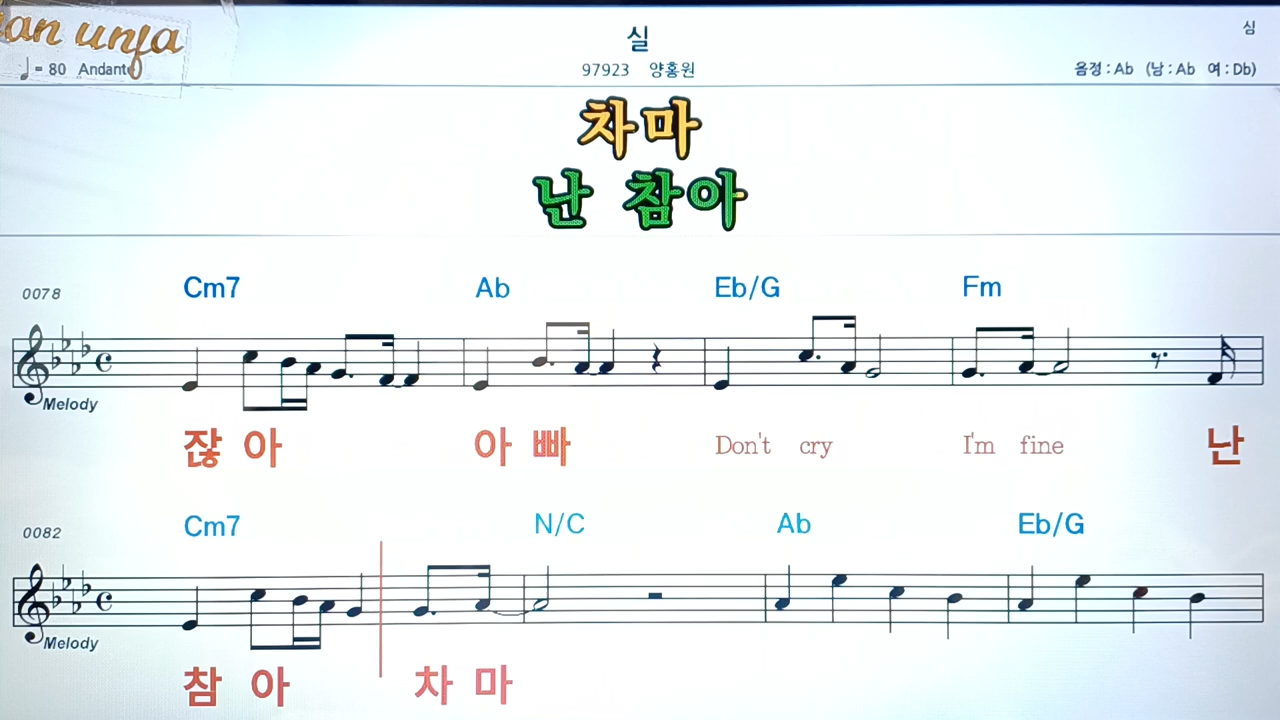 an unja
실
심
♩= 80 Andante
97923 양홍원
음정 : Ab (남 : Ab 여 : Db)
차마
난 참아
0078 Cm7 Ab Eb/G Fm
Melody
잖 아 아 빠 Don't cry I'm fine 난
0082 Cm7 N/C Ab Eb/G
Melody
참 아 차 마